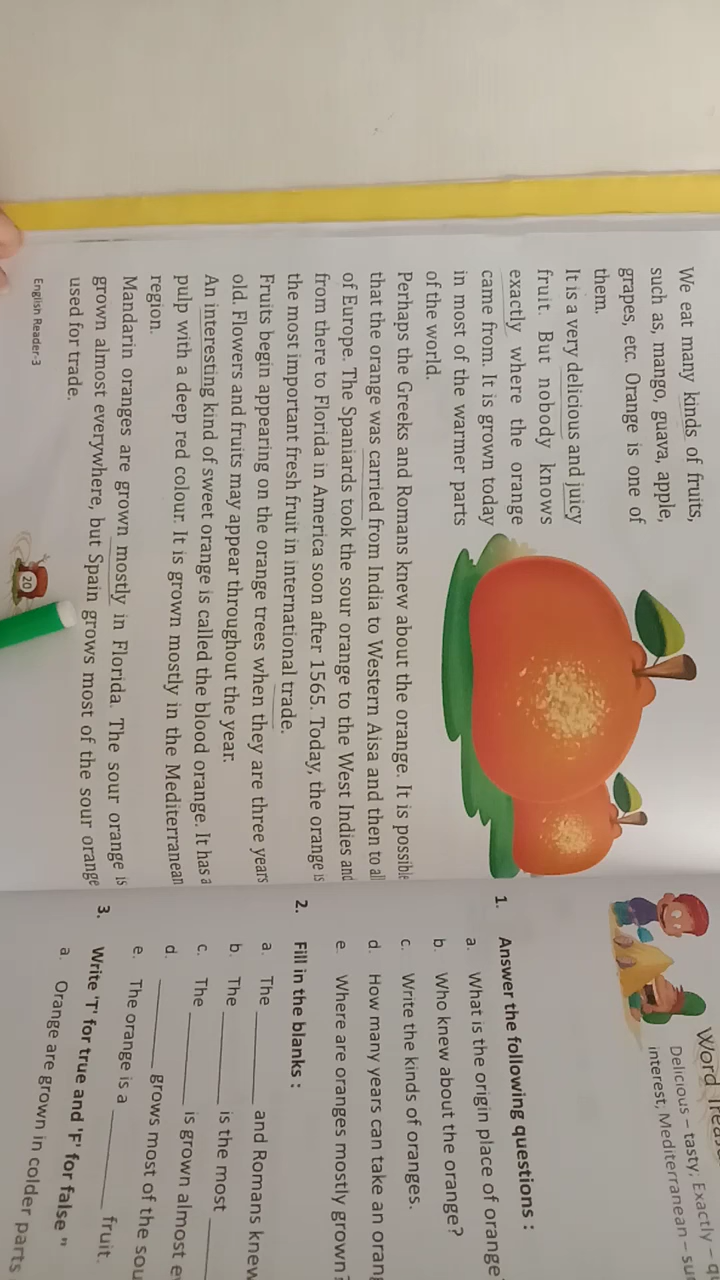 We eat many kinds of fruits,
such as, mango, guava, apple,
grapes, etc. Orange is one of
them.
It is a very delicious and juicy
fruit. But nobody knows
exactly where the orange
came from. It is grown today
in most of the warmer parts
of the world.
Perhaps the Greeks and Romans knew about the orange. It is possible
that the orange was carried from India to Western Aisa and then to all
of Europe. The Spaniards took the sour orange to the West Indies and
from there to Florida in America soon after 1565. Today, the orange is
the most important fresh fruit in international trade.
Fruits begin appearing on the orange trees when they are three years
old. Flowers and fruits may appear throughout the year.
An interesting kind of sweet orange is called the blood orange. It has a
pulp with a deep red colour. It is grown mostly in the Mediterranean
region.
Mandarin oranges are grown mostly in Florida. The sour orange is
grown almost everywhere, but Spain grows most of the sour orange
used for trade.
English Reader-3
20
Word
Delicious – tasty, Exactly –
interest, Mediterranean –
1. Answer the following questions :
a. What is the origin place of orange
b. Who knew about the orange?
c. Write the kinds of oranges.
d. How many years can take an
e. Where are oranges mostly grown
2. Fill in the blanks :
a. The ________ and Romans knew
b. The ________ is the most ________
c. The ________ is grown almost
d. ________ grows most of the
e. The orange is a ________ fruit.
3. Write 'T' for true and 'F' for false "
a. Orange are grown in colder parts